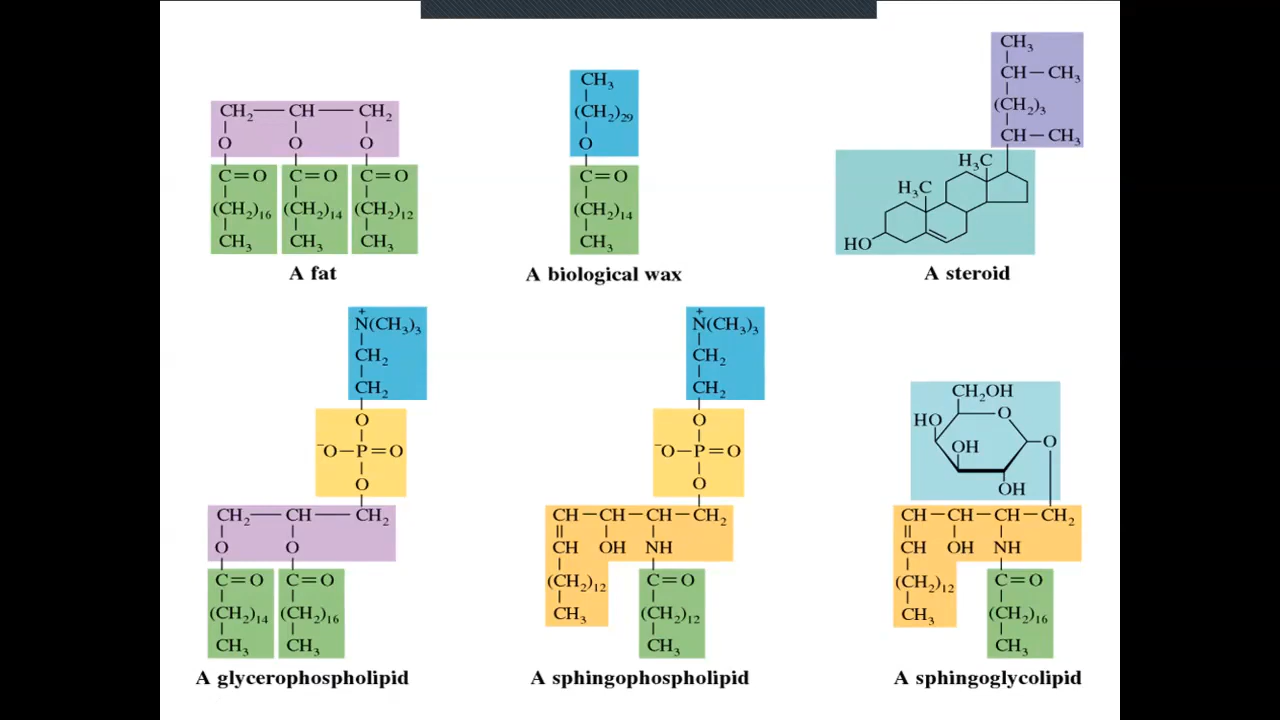 CH₃
CH—CH₃
(CH₂)₃
CH—CH₃
H₃C
H₃C
HO
A steroid
CH₂—CH—CH₂
O O O
C=O C=O C=O
(CH₂)₁₆ (CH₂)₁₄ (CH₂)₁₂
CH₃ CH₃ CH₃
A fat
CH₃
(CH₂)₂₉
O
C=O
(CH₂)₁₄
CH₃
A biological wax
+
N(CH₃)₃
CH₂
CH₂
O
⁻O—P=O
O
CH₂—CH—CH₂
O O
C=O C=O
(CH₂)₁₄ (CH₂)₁₆
CH₃ CH₃
A glycerophospholipid
+
N(CH₃)₃
CH₂
CH₂
O
⁻O—P=O
O
CH—CH—CH—CH₂
CH OH NH
(CH₂)₁₂ C=O
CH₃ (CH₂)₁₂
CH₃
A sphingophospholipid
CH₂OH
HO O
OH O
OH
CH—CH—CH—CH₂
CH OH NH
(CH₂)₁₂ C=O
CH₃ (CH₂)₁₆
CH₃
A sphingoglycolipid